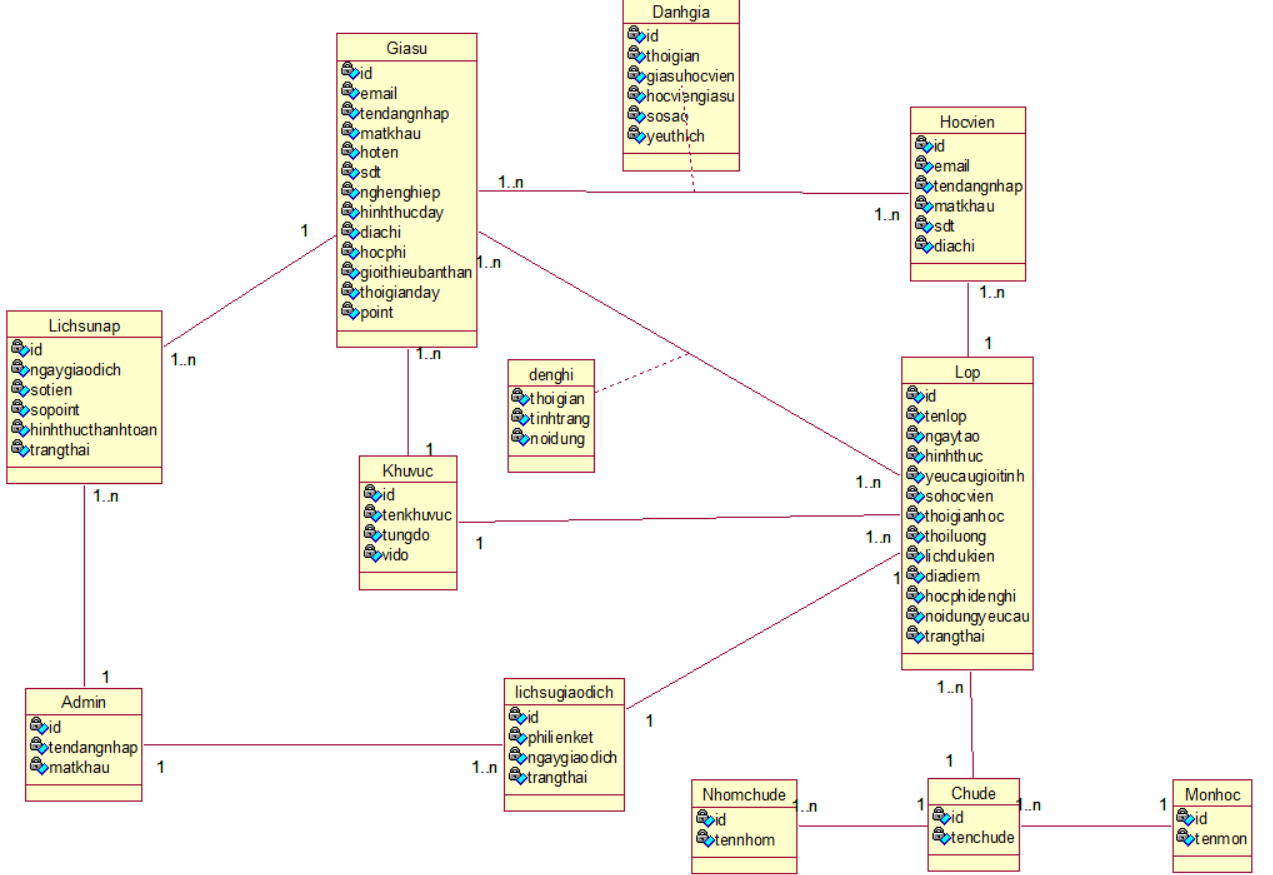 Danhgia
id
thoigian
giasuhocvien
hocviengiasu
sosao
yeuthich
Giasu
id
email
tendangnhap
matkhau
hoten
sdt
nghenghiep
hinhthucday
diachi
hocphi
gioithieubanthan
thoigianday
point
Hocvien
id
email
tendangnhap
matkhau
sdt
diachi
1..n
1..n
1
1..n
1..n
1..n
1
Lichsunap
id
ngaygiaodich
sotien
sopoint
hinhthucthanhtoan
trangthai
1..n
1..n
denghi
thoigian
tinhtrang
noidung
Lop
id
tenlop
ngaytao
hinhthuc
yeucaugioitinh
sohocvien
thoigianhoc
thoiluong
lichdukien
diadiem
hocphidenghi
noidungyeucau
trangthai
1
Khuvuc
id
tenkhuvuc
tungdo
vido
1..n
1
1..n
1
1
Admin
id
tendangnhap
matkhau
1
lichsugiaodich
id
philienket
ngaygiaodich
trangthai
1
1..n
1..n
1
Nhomchude
id
tennhom
1..n
1
Chude
id
tenchude
1..n
1
Monhoc
id
tenmon